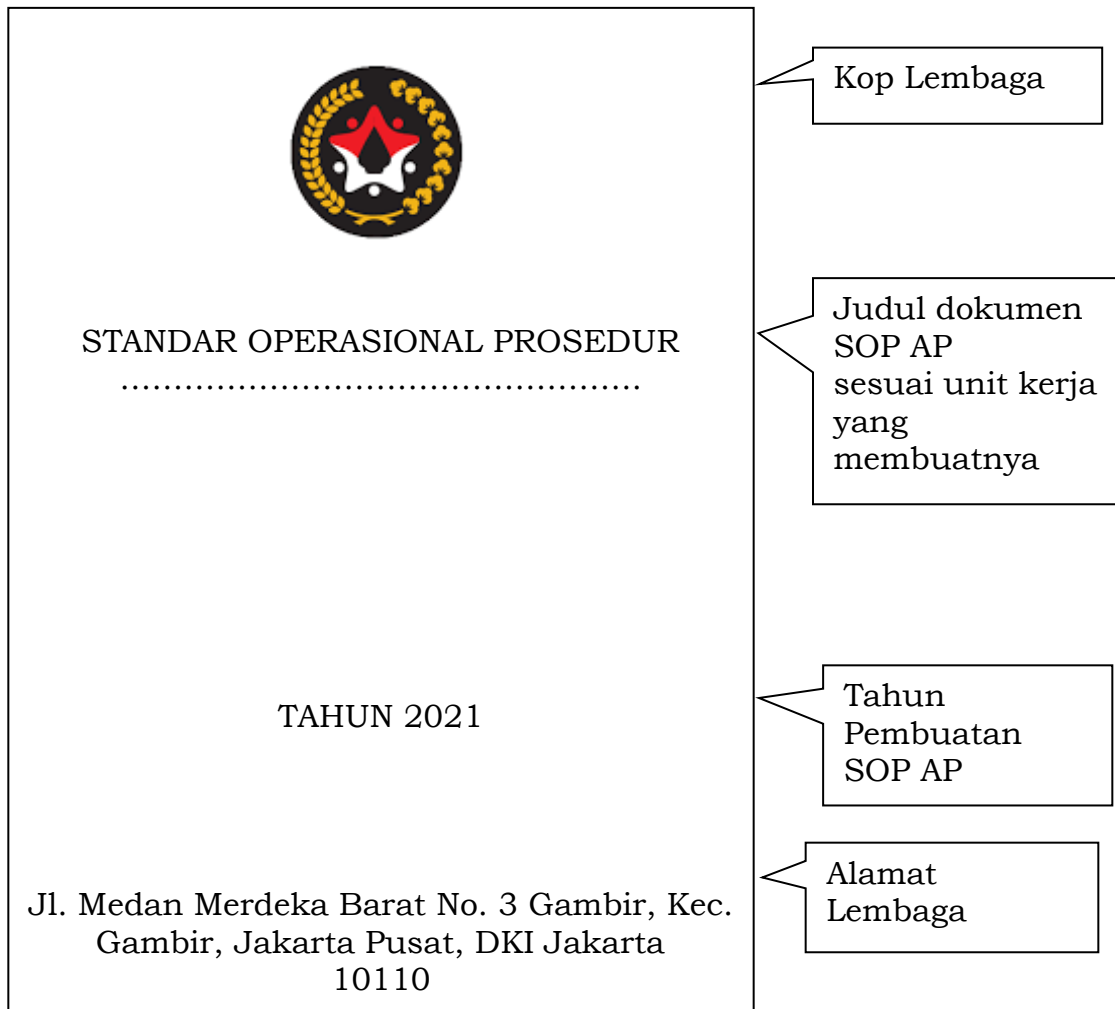 Kop Lembaga
STANDAR OPERASIONAL PROSEDUR
……………………………………………
Judul dokumen
SOP AP
sesuai unit kerja
yang
membuatnya
TAHUN 2021
Tahun
Pembuatan
SOP AP
Jl. Medan Merdeka Barat No. 3 Gambir, Kec.
Gambir, Jakarta Pusat, DKI Jakarta
10110
Alamat
Lembaga